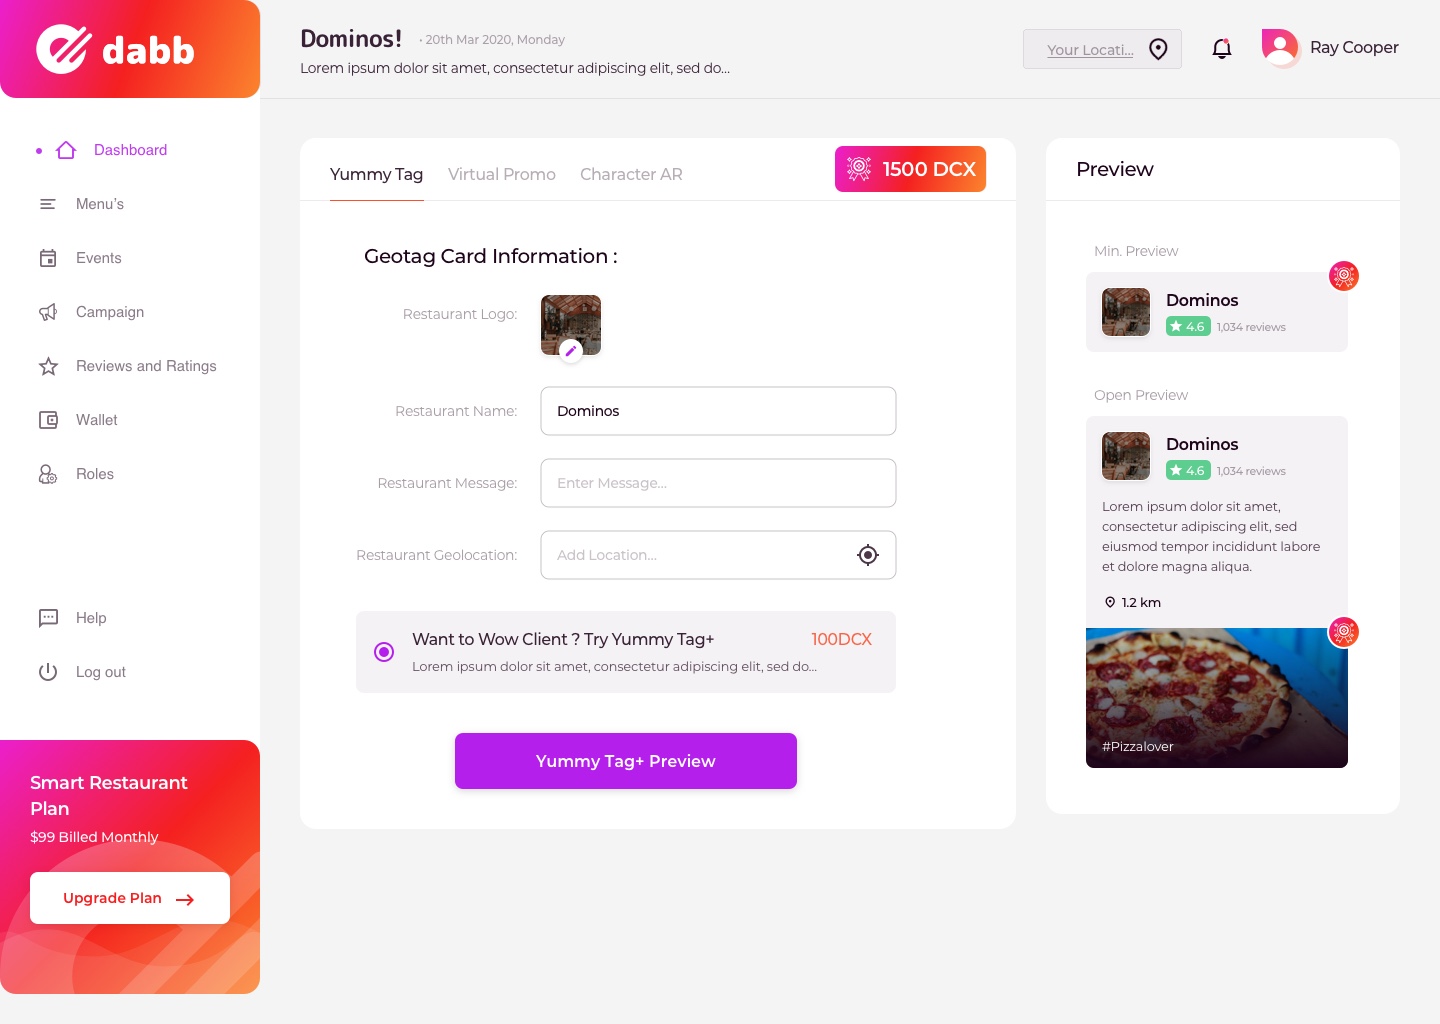 dabb
Dominos!
• 20th Mar 2020, Monday
Lorem ipsum dolor sit amet, consectetur adipiscing elit, sed do...
Your Locati...
Ray Cooper
Dashboard
Menu's
Events
Campaign
Reviews and Ratings
Wallet
Roles
Help
Log out
Smart Restaurant
Plan
$99 Billed Monthly
Upgrade Plan
Yummy Tag
Virtual Promo
Character AR
1500 DCX
Geotag Card Information :
Restaurant Logo:
Restaurant Name:
Dominos
Restaurant Message:
Enter Message...
Restaurant Geolocation:
Add Location...
Want to Wow Client ? Try Yummy Tag+
100DCX
Lorem ipsum dolor sit amet, consectetur adipiscing elit, sed do...
Yummy Tag+ Preview
Preview
Min. Preview
Dominos
4.6
1,034 reviews
Open Preview
Dominos
4.6
1,034 reviews
Lorem ipsum dolor sit amet,
consectetur adipiscing elit, sed
eiusmod tempor incididunt labore
et dolore magna aliqua.
1.2 km
#Pizzalover